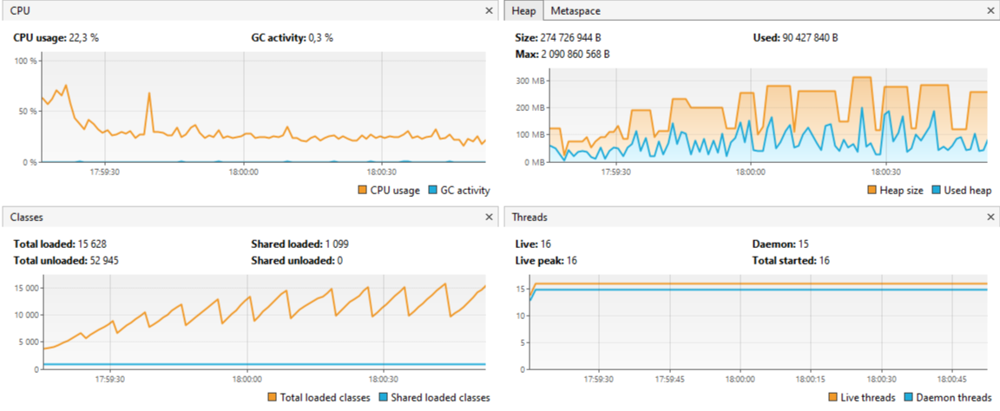 CPU
CPU usage: 22,3 % GC activity: 0,3 %
100 %
50 %
0 %
17:59:30 18:00:00 18:00:30
CPU usage GC activity
Heap Metaspace
Size: 274 726 944 B Used: 90 427 840 B
Max: 2 090 860 568 B
300 MB
200 MB
100 MB
0 MB
17:59:30 18:00:00 18:00:30
Heap size Used heap
Classes
Total loaded: 15 628 Shared loaded: 1 099
Total unloaded: 52 945 Shared unloaded: 0
15 000
10 000
5 000
0
17:59:30 18:00:00 18:00:30
Total loaded classes Shared loaded classes
Threads
Live: 16 Daemon: 15
Live peak: 16 Total started: 16
15
10
5
0
17:59:30 17:59:45 18:00:00 18:00:15 18:00:30 18:00:45
Live threads Daemon threads